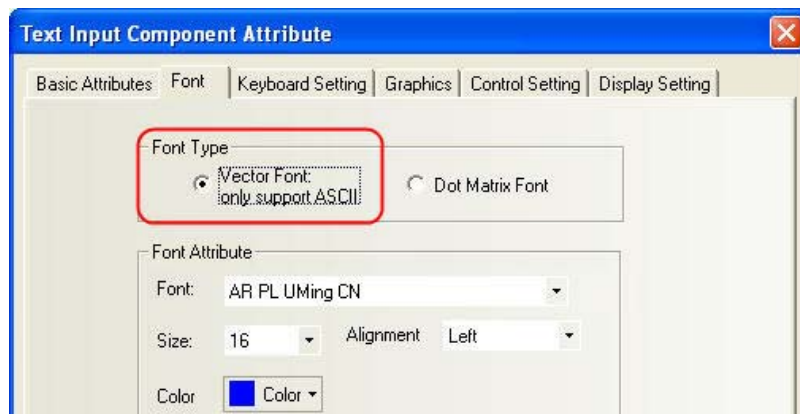 Text Input Component Attribute
Basic Attributes Font Keyboard Setting Graphics Control Setting Display Setting
Font Type
Vector Font:
only support ASCII
Dot Matrix Font
Font Attribute
Font: AR PL UMing CN
Size: 16 Alignment Left
Color Color